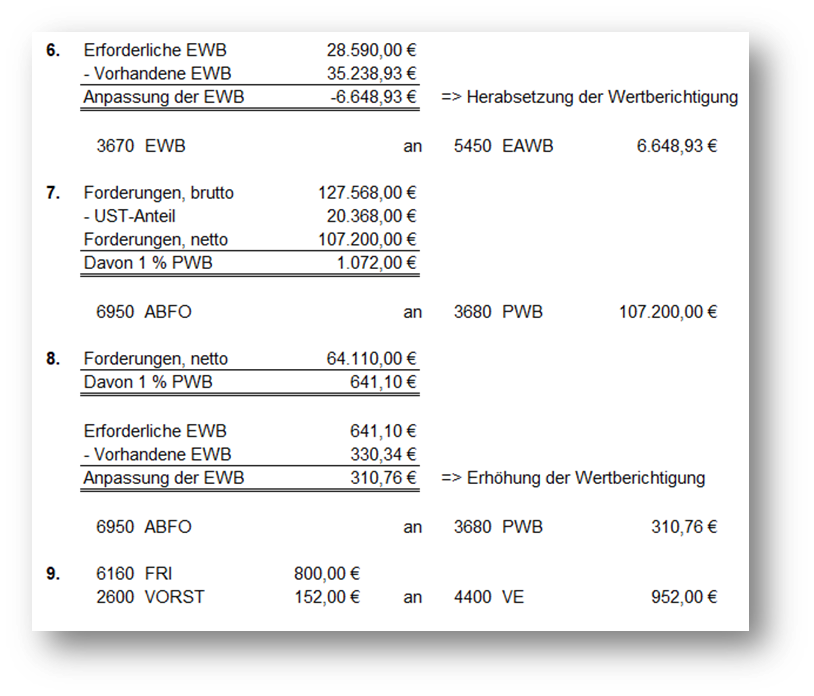 6. Erforderliche EWB 28.590,00 €
- Vorhandene EWB 35.238,93 €
Anpassung der EWB -6.648,93 € => Herabsetzung der Wertberichtigung
3670 EWB an 5450 EAWB 6.648,93 €
7. Forderungen, brutto 127.568,00 €
- UST-Anteil 20.368,00 €
Forderungen, netto 107.200,00 €
Davon 1 % PWB 1.072,00 €
6950 ABFO an 3680 PWB 107.200,00 €
8. Forderungen, netto 64.110,00 €
Davon 1 % PWB 641,10 €
Erforderliche EWB 641,10 €
- Vorhandene EWB 330,34 €
Anpassung der EWB 310,76 € => Erhöhung der Wertberichtigung
6950 ABFO an 3680 PWB 310,76 €
9. 6160 FRI 800,00 €
2600 VORST 152,00 € an 4400 VE 952,00 €